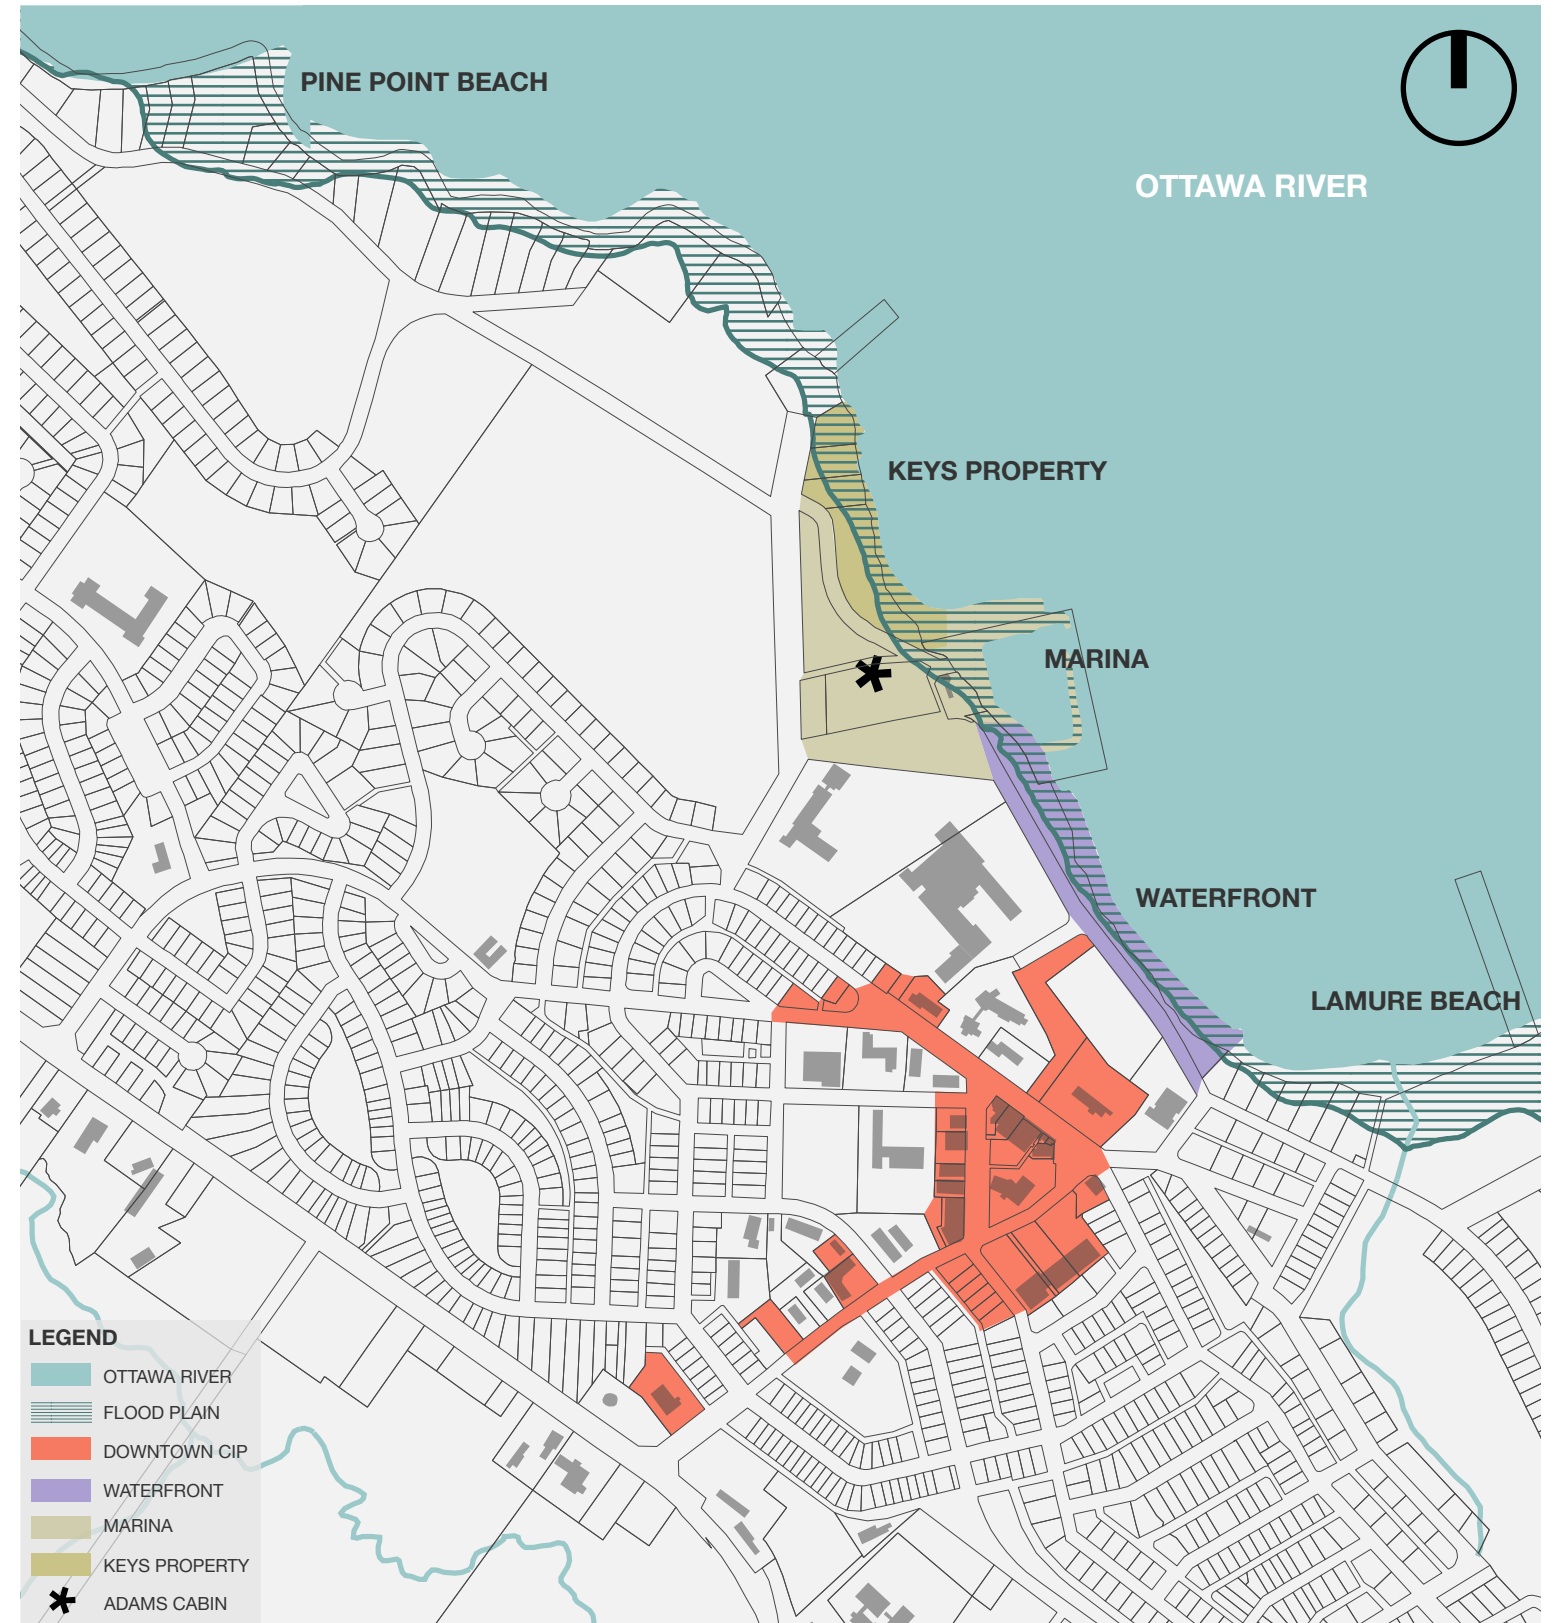 PINE POINT BEACH
OTTAWA RIVER
KEYS PROPERTY
MARINA
WATERFRONT
LAMURE BEACH
LEGEND
OTTAWA RIVER
FLOOD PLAIN
DOWNTOWN CIP
WATERFRONT
MARINA
KEYS PROPERTY
ADAMS CABIN